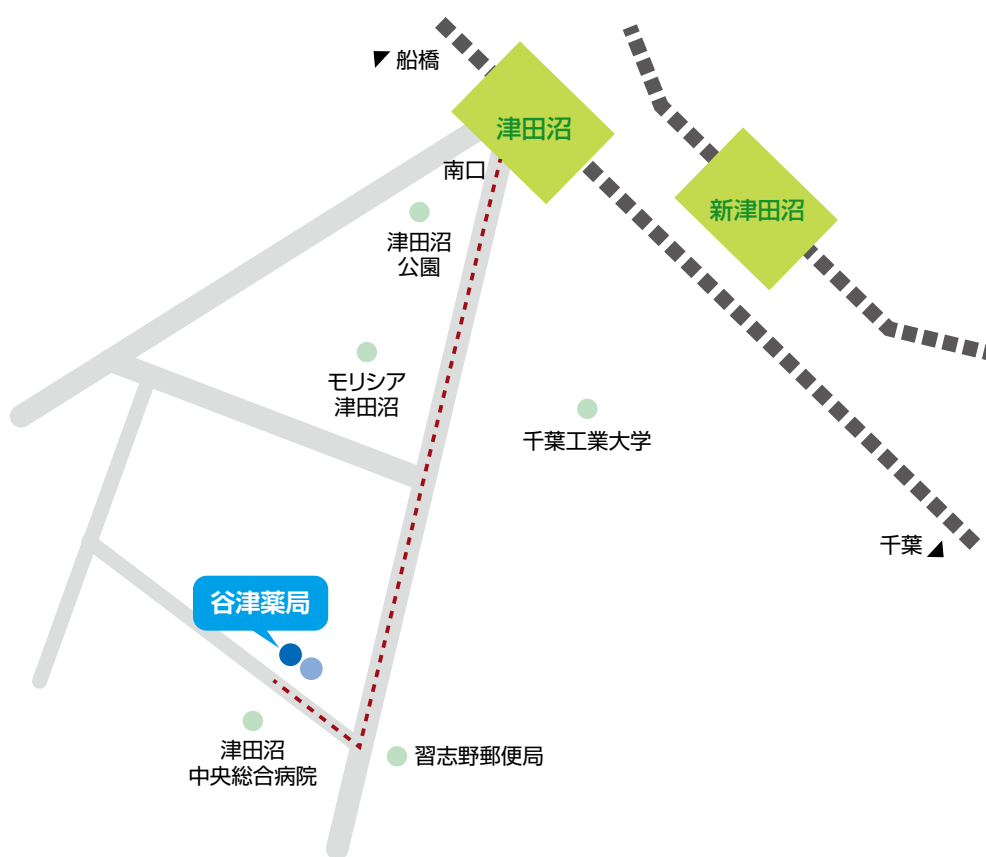 船橋
津田沼
南口
新津田沼
津田沼
公園
モリシア
津田沼
千葉工業大学
千葉
谷津薬局
津田沼
中央総合病院
習志野郵便局